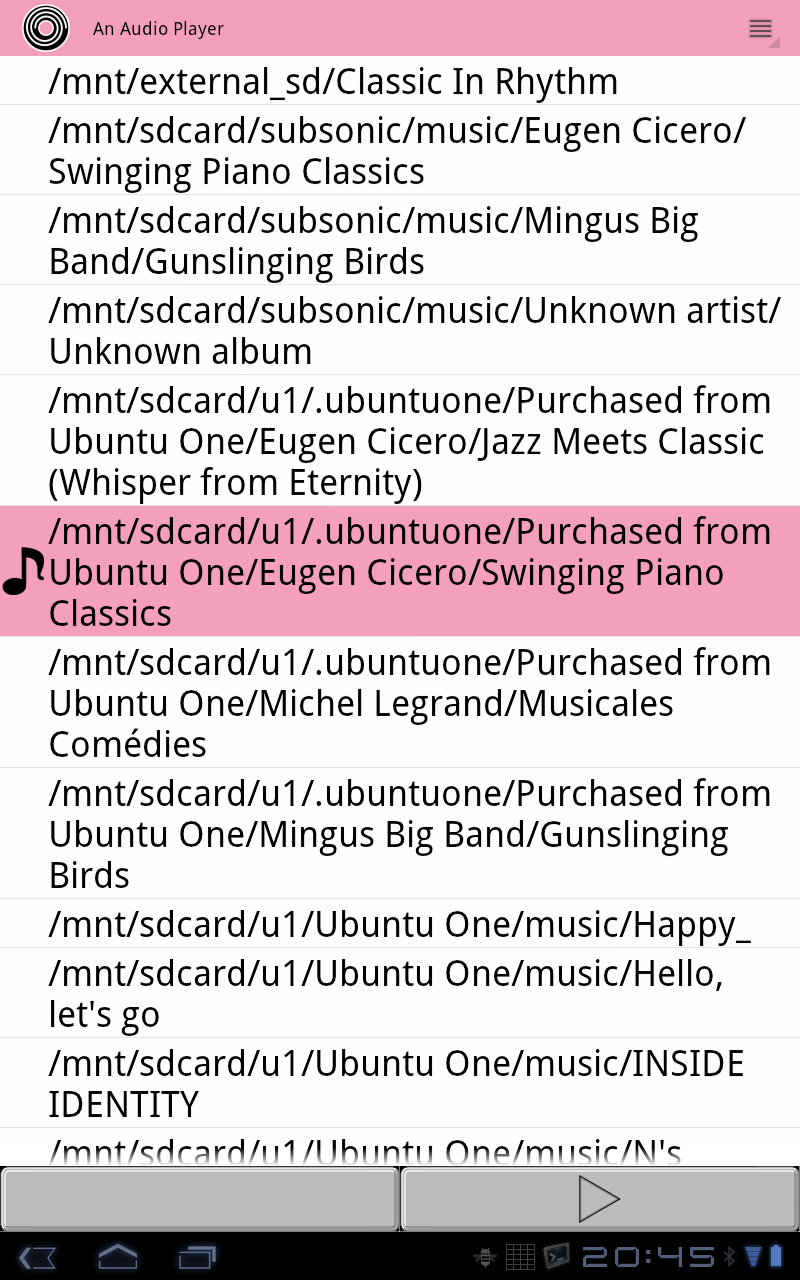 An Audio Player
/mnt/external_sd/Classic In Rhythm
/mnt/sdcard/subsonic/music/Eugen Cicero/
Swinging Piano Classics
/mnt/sdcard/subsonic/music/Mingus Big
Band/Gunslinging Birds
/mnt/sdcard/subsonic/music/Unknown artist/
Unknown album
/mnt/sdcard/u1/.ubuntuone/Purchased from
Ubuntu One/Eugen Cicero/Jazz Meets Classic
(Whisper from Eternity)
/mnt/sdcard/u1/.ubuntuone/Purchased from
Ubuntu One/Eugen Cicero/Swinging Piano
Classics
/mnt/sdcard/u1/.ubuntuone/Purchased from
Ubuntu One/Michel Legrand/Musicales
Comédies
/mnt/sdcard/u1/.ubuntuone/Purchased from
Ubuntu One/Mingus Big Band/Gunslinging
Birds
/mnt/sdcard/u1/Ubuntu One/music/Happy_
/mnt/sdcard/u1/Ubuntu One/music/Hello,
let's go
/mnt/sdcard/u1/Ubuntu One/music/INSIDE
IDENTITY
/mnt/sdcard/u1/Ubuntu One/music/N's
20:45